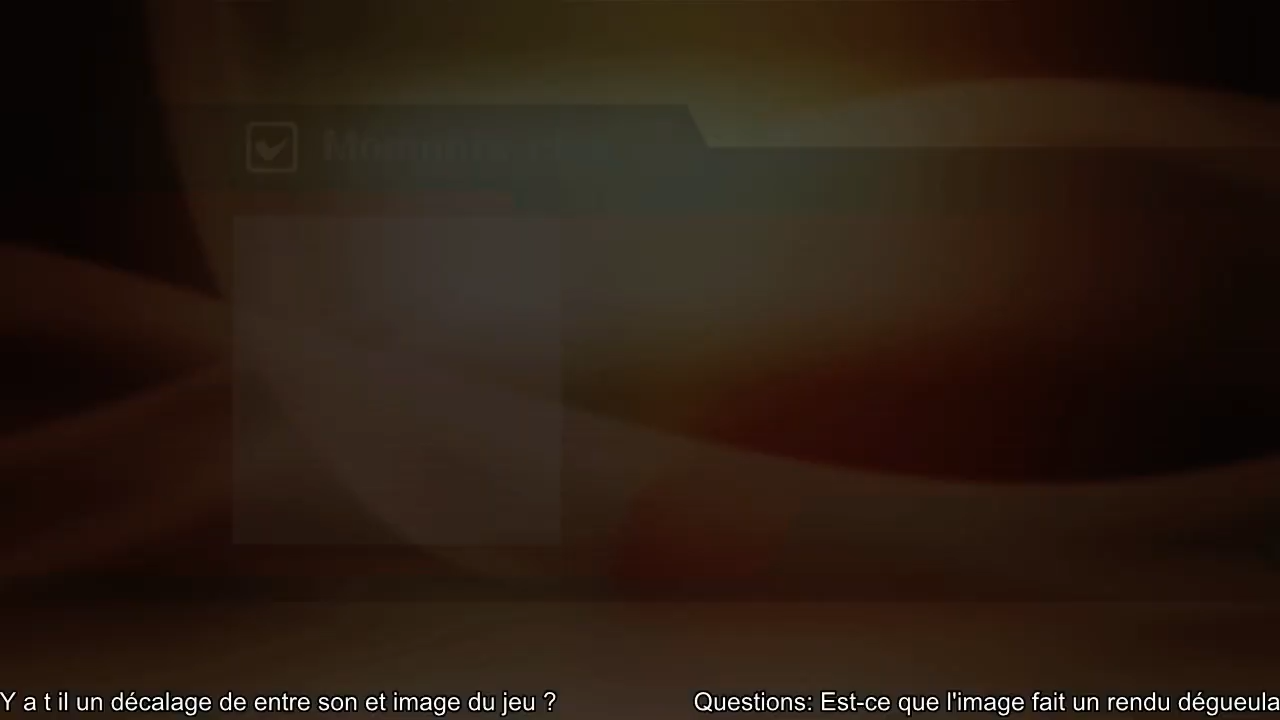 Y a t il un décalage de entre son et image du jeu ? Questions: Est-ce que l'image fait un rendu dégueula